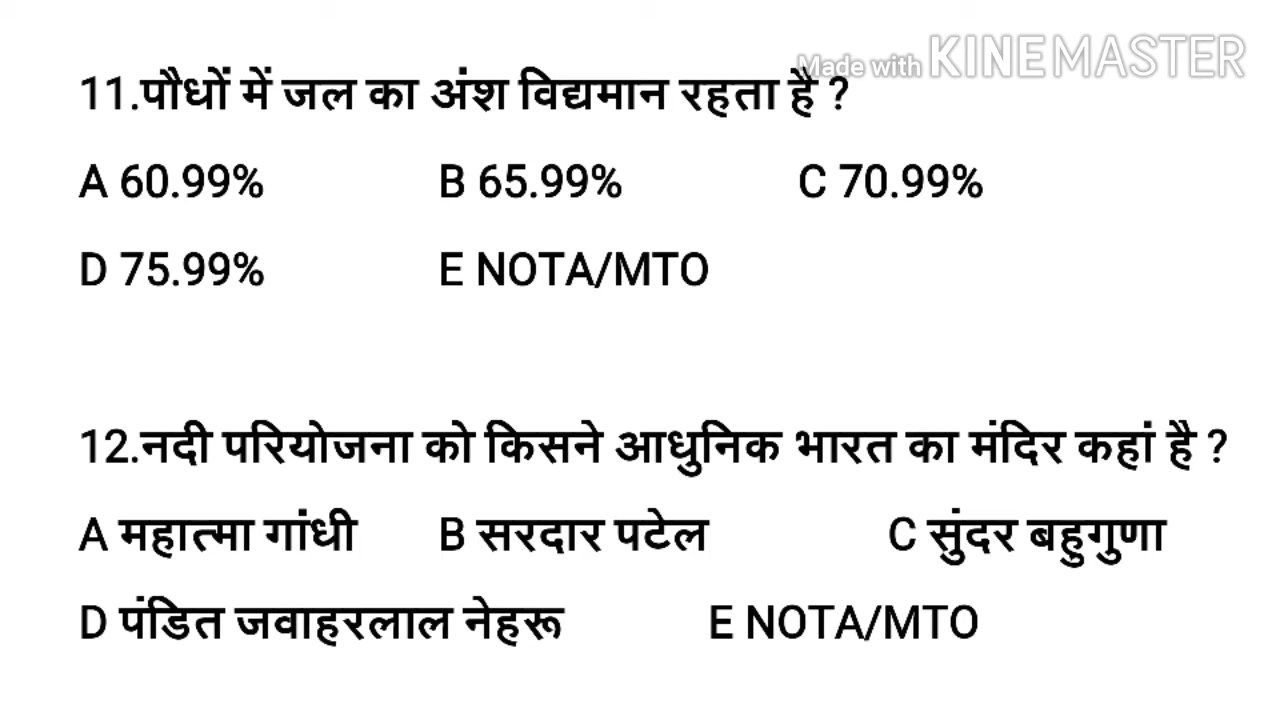 Made with KINEMASTER
11.पौधों में जल का अंश विद्यमान रहता है ?
A 60.99% B 65.99% C 70.99%
D 75.99% E NOTA/MTO
12.नदी परियोजना को किसने आधुनिक भारत का मंदिर कहां है ?
A महात्मा गांधी B सरदार पटेल C सुंदर बहुगुणा
D पंडित जवाहरलाल नेहरू E NOTA/MTO